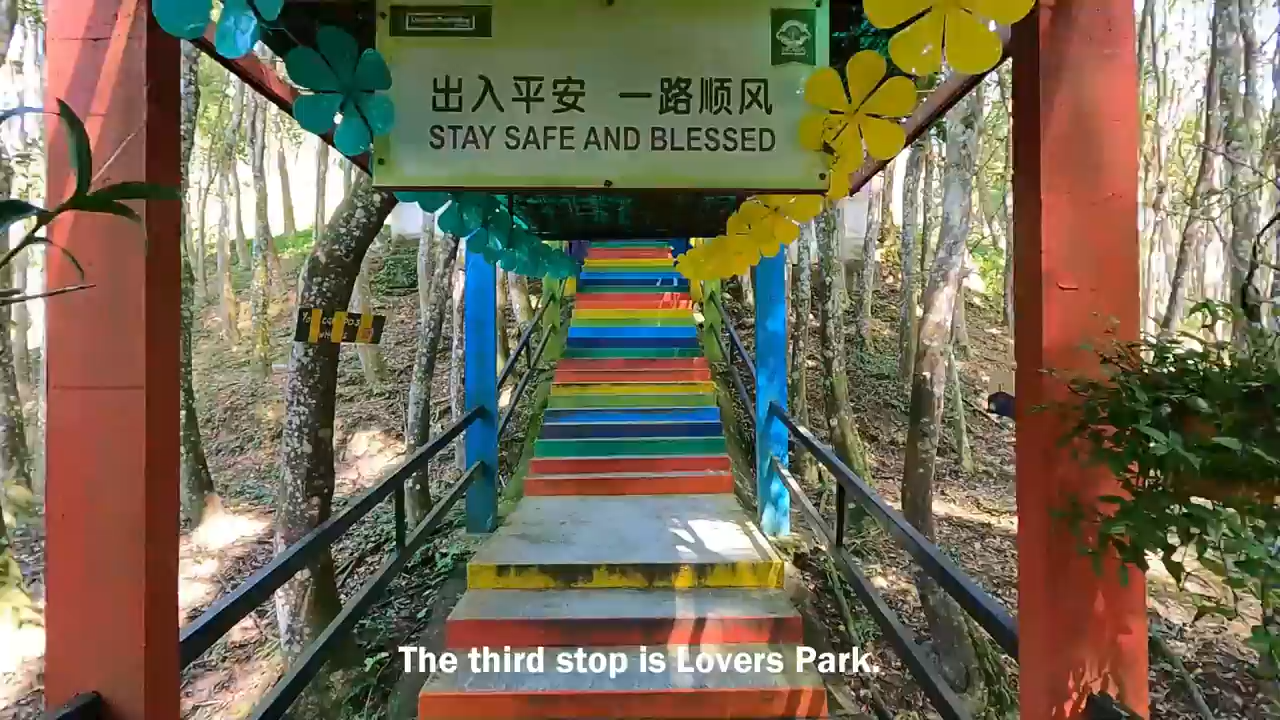 出入平安 一路顺风
STAY SAFE AND BLESSED
The third stop is Lovers Park.